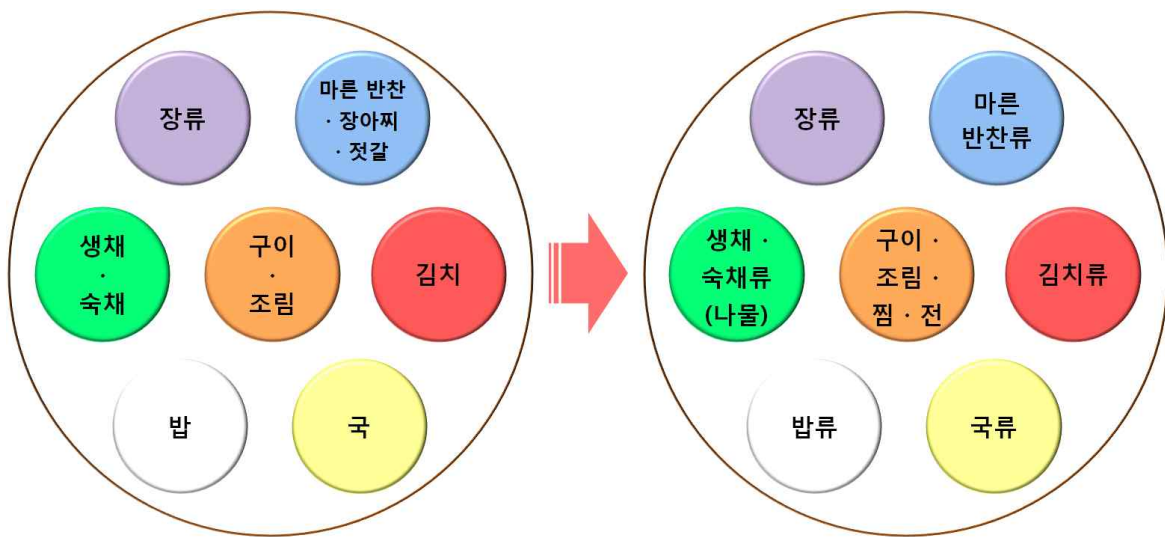 장류
마른 반찬
· 장아찌
· 젓갈
생채
·
숙채
구이
·
조림
김치
밥
국
장류
마른
반찬류
생채 ·
숙채류
(나물)
구이 ·
조림 ·
찜 · 전
김치류
밥류
국류